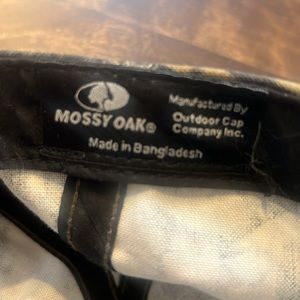 MOSSY OAK®
Manufactured By
Outdoor Cap
Company Inc.
Made in Bangladesh